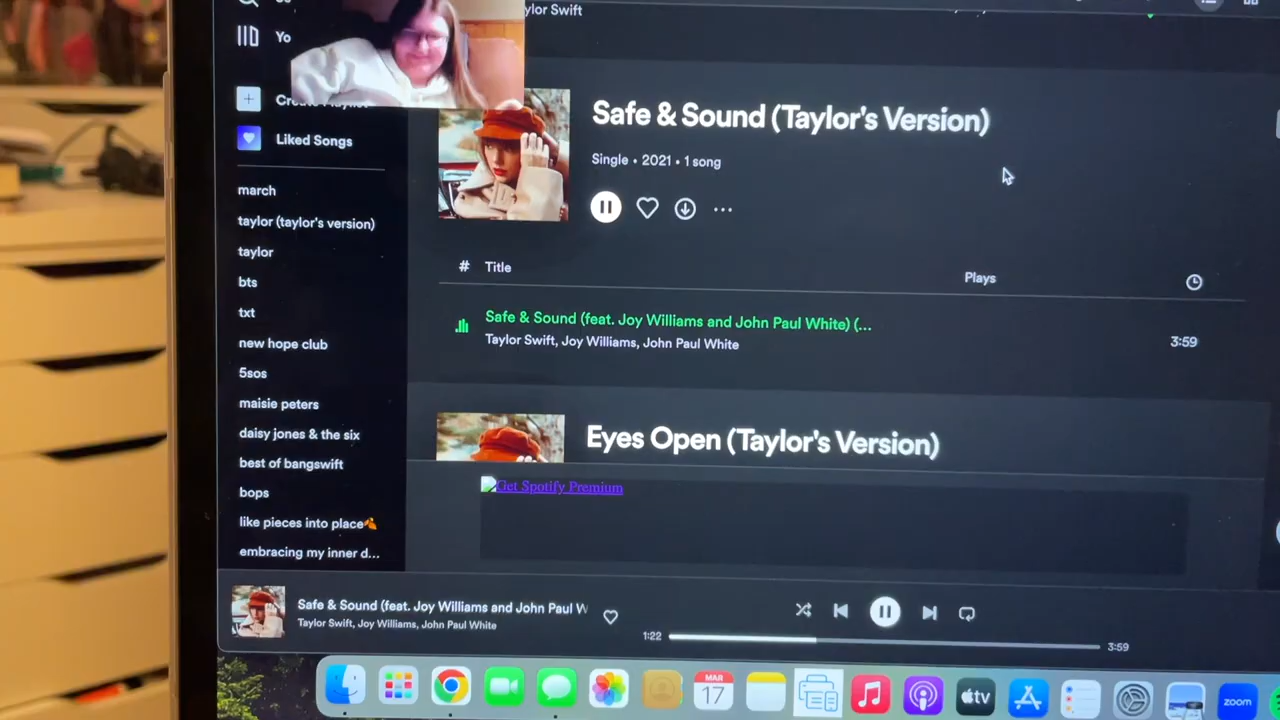 ylor Swift
Yo
Create Playlist
Liked Songs
march
taylor (taylor's version)
taylor
bts
txt
new hope club
5sos
maisie peters
daisy jones & the six
best of bangswift
bops
like pieces into place🍂
embracing my inner d...
Safe & Sound (Taylor's Version)
Single • 2021 • 1 song
# Title Plays
Safe & Sound (feat. Joy Williams and John Paul White) (...
Taylor Swift, Joy Williams, John Paul White
3:59
Eyes Open (Taylor's Version)
Get Spotify Premium
Safe & Sound (feat. Joy Williams and John Paul W
Taylor Swift, Joy Williams, John Paul White
1:22
3:59
MAR
17
tv
zoom